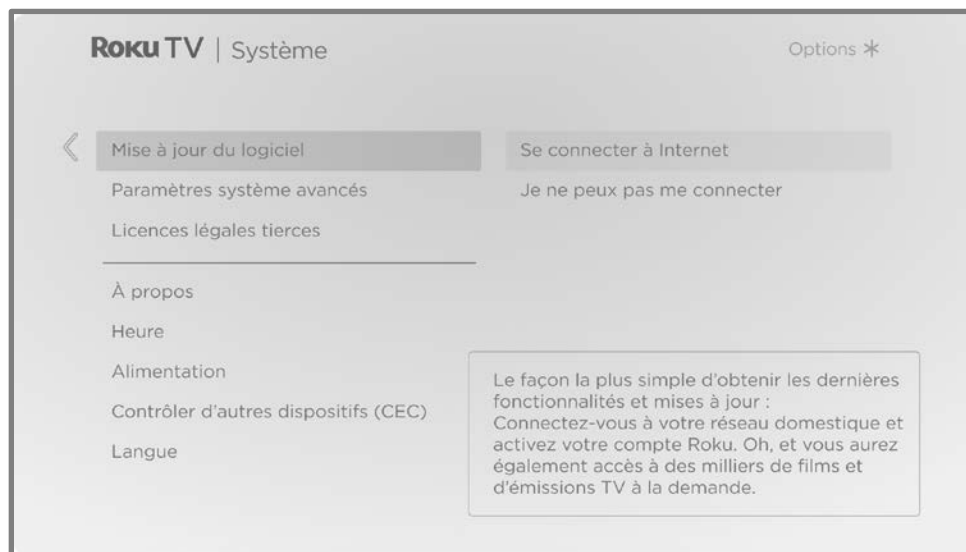 Roku TV | Système
Options *
Mise à jour du logiciel
Paramètres système avancés
Licences légales tierces
À propos
Heure
Alimentation
Contrôler d'autres dispositifs (CEC)
Langue
Se connecter à Internet
Je ne peux pas me connecter
Le façon la plus simple d'obtenir les dernières
fonctionnalités et mises à jour :
Connectez-vous à votre réseau domestique et
activez votre compte Roku. Oh, et vous aurez
également accès à des milliers de films et
d'émissions TV à la demande.